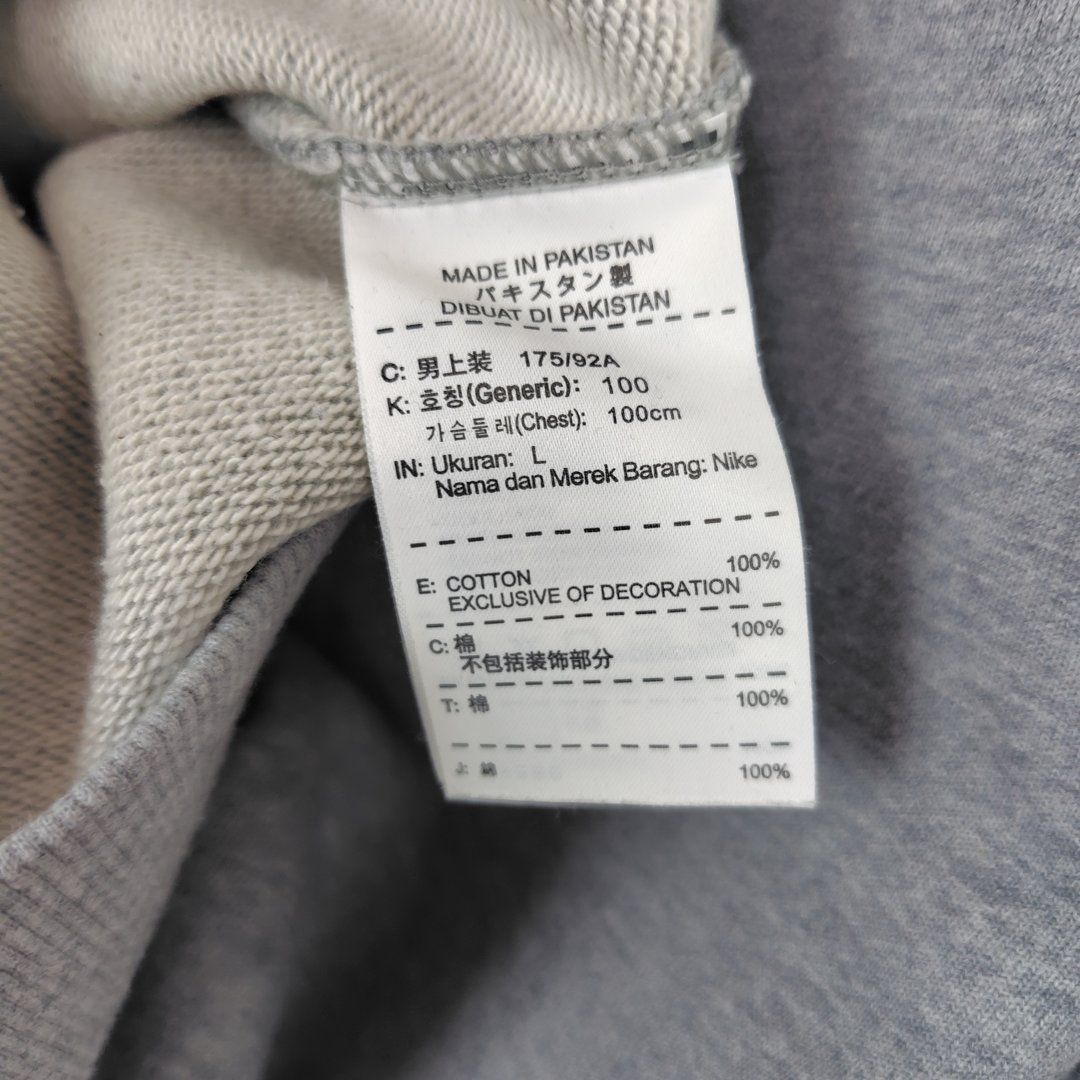 MADE IN PAKISTAN
パキスタン製
DIBUAT DI PAKISTAN
C: 男上装 175/92A
K: 호칭(Generic): 100
가슴둘레(Chest): 100cm
IN: Ukuran: L
Nama dan Merek Barang: Nike
E: COTTON 100%
EXCLUSIVE OF DECORATION
C: 棉 100%
不包括装饰部分
T: 棉 100%
綿 100%